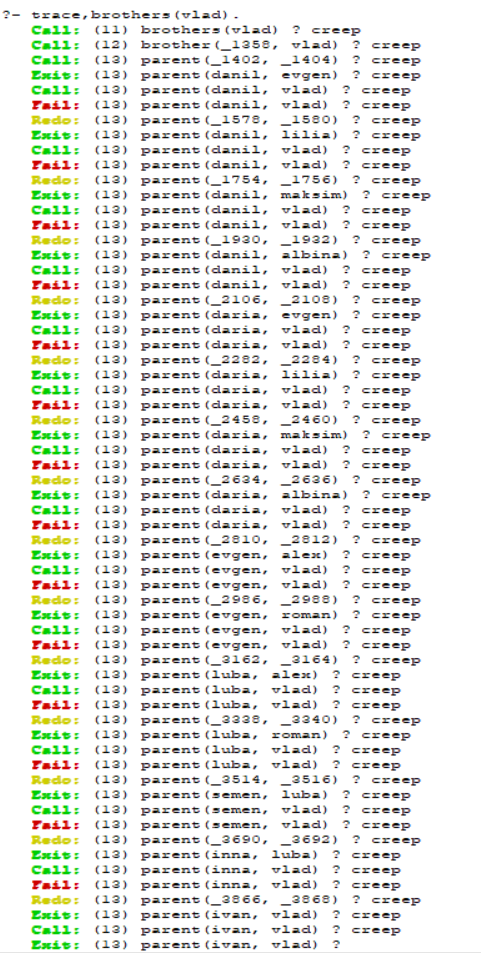 ?- trace,brothers(vlad).
Call: (11) brothers(vlad) ? creep
Call: (12) brother(_1358, vlad) ? creep
Call: (13) parent(_1402, _1404) ? creep
Exit: (13) parent(danil, evgen) ? creep
Call: (13) parent(danil, vlad) ? creep
Fail: (13) parent(danil, vlad) ? creep
Redo: (13) parent(_1578, _1580) ? creep
Exit: (13) parent(danil, lilia) ? creep
Call: (13) parent(danil, vlad) ? creep
Fail: (13) parent(danil, vlad) ? creep
Redo: (13) parent(_1754, _1756) ? creep
Exit: (13) parent(danil, maksim) ? creep
Call: (13) parent(danil, vlad) ? creep
Fail: (13) parent(danil, vlad) ? creep
Redo: (13) parent(_1930, _1932) ? creep
Exit: (13) parent(danil, albina) ? creep
Call: (13) parent(danil, vlad) ? creep
Fail: (13) parent(danil, vlad) ? creep
Redo: (13) parent(_2106, _2108) ? creep
Exit: (13) parent(daria, evgen) ? creep
Call: (13) parent(daria, vlad) ? creep
Fail: (13) parent(daria, vlad) ? creep
Redo: (13) parent(_2282, _2284) ? creep
Exit: (13) parent(daria, lilia) ? creep
Call: (13) parent(daria, vlad) ? creep
Fail: (13) parent(daria, vlad) ? creep
Redo: (13) parent(_2458, _2460) ? creep
Exit: (13) parent(daria, maksim) ? creep
Call: (13) parent(daria, vlad) ? creep
Fail: (13) parent(daria, vlad) ? creep
Redo: (13) parent(_2634, _2636) ? creep
Exit: (13) parent(daria, albina) ? creep
Call: (13) parent(daria, vlad) ? creep
Fail: (13) parent(daria, vlad) ? creep
Redo: (13) parent(_2810, _2812) ? creep
Exit: (13) parent(evgen, alex) ? creep
Call: (13) parent(evgen, vlad) ? creep
Fail: (13) parent(evgen, vlad) ? creep
Redo: (13) parent(_2986, _2988) ? creep
Exit: (13) parent(evgen, roman) ? creep
Call: (13) parent(evgen, vlad) ? creep
Fail: (13) parent(evgen, vlad) ? creep
Redo: (13) parent(_3162, _3164) ? creep
Exit: (13) parent(luba, alex) ? creep
Call: (13) parent(luba, vlad) ? creep
Fail: (13) parent(luba, vlad) ? creep
Redo: (13) parent(_3338, _3340) ? creep
Exit: (13) parent(luba, roman) ? creep
Call: (13) parent(luba, vlad) ? creep
Fail: (13) parent(luba, vlad) ? creep
Redo: (13) parent(_3514, _3516) ? creep
Exit: (13) parent(semen, luba) ? creep
Call: (13) parent(semen, vlad) ? creep
Fail: (13) parent(semen, vlad) ? creep
Redo: (13) parent(_3690, _3692) ? creep
Exit: (13) parent(inna, luba) ? creep
Call: (13) parent(inna, vlad) ? creep
Fail: (13) parent(inna, vlad) ? creep
Redo: (13) parent(_3866, _3868) ? creep
Exit: (13) parent(ivan, vlad) ? creep
Call: (13) parent(ivan, vlad) ? creep
Exit: (13) parent(ivan, vlad) ?